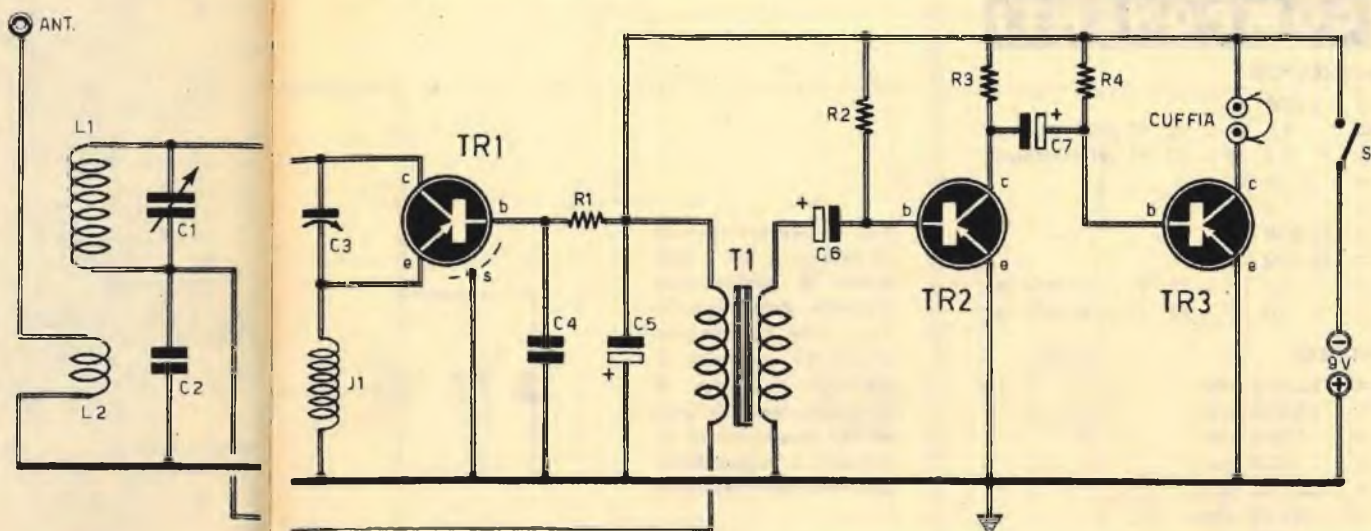 ANT.
L1
C1
L2
C2
C3
J1
TR1
c
b
e
s
R1
C4
C5
+
T1
+
C6
R2
b
c
e
TR2
R3
C7
+
R4
b
c
e
TR3
CUFFIA
S
−
9V
+